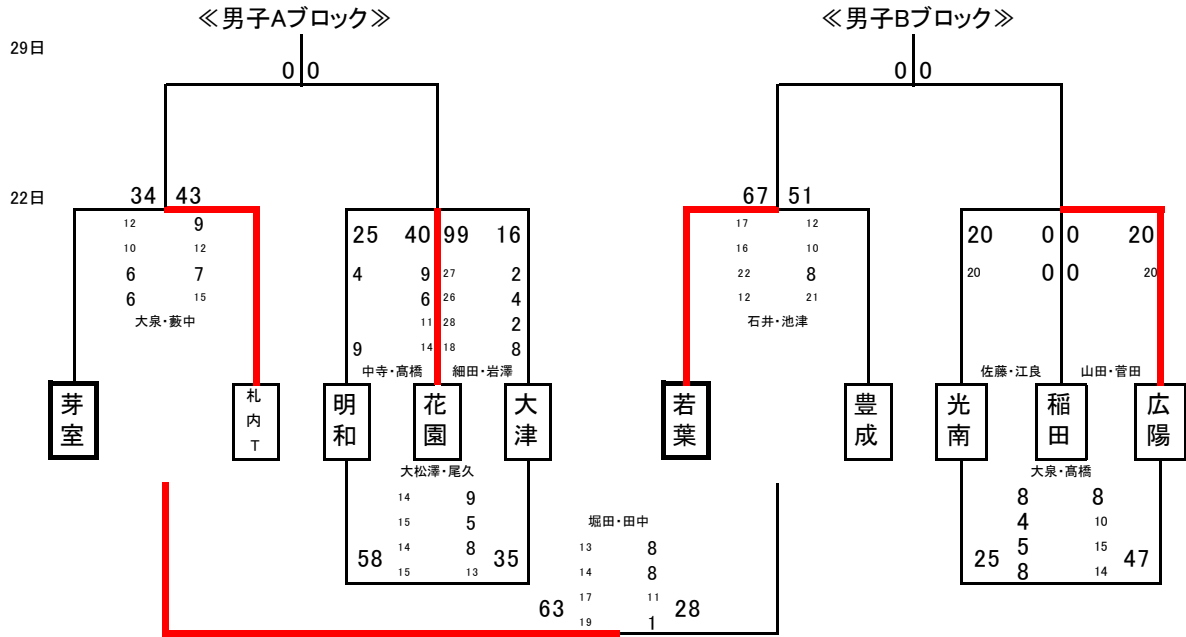 ≪男子Aブロック≫ ≪男子Bブロック≫
29日
0 0 0 0
22日
34 43 67 51
25 40 99 16
20 0 0 20
12 9
10 12
6 7
6 15
大泉・藪中
4 9 27 2
6 26 4
11 28 2
9 14 18 8
中寺・髙橋 細田・岩澤
17 12
16 10
22 8
12 21
石井・池津
20 0 0 20
佐藤・江良 山田・菅田
芽室 札内T 明和 花園 大津 若葉 豊成 光南 稲田 広陽
大松澤・尾久
14 9
15 5
14 8
15 13
58 35
堀田・田中
13 8
14 8
17 11
19 1
63 28
大泉・髙橋
8 8
4 10
5 15
8 14
25 47